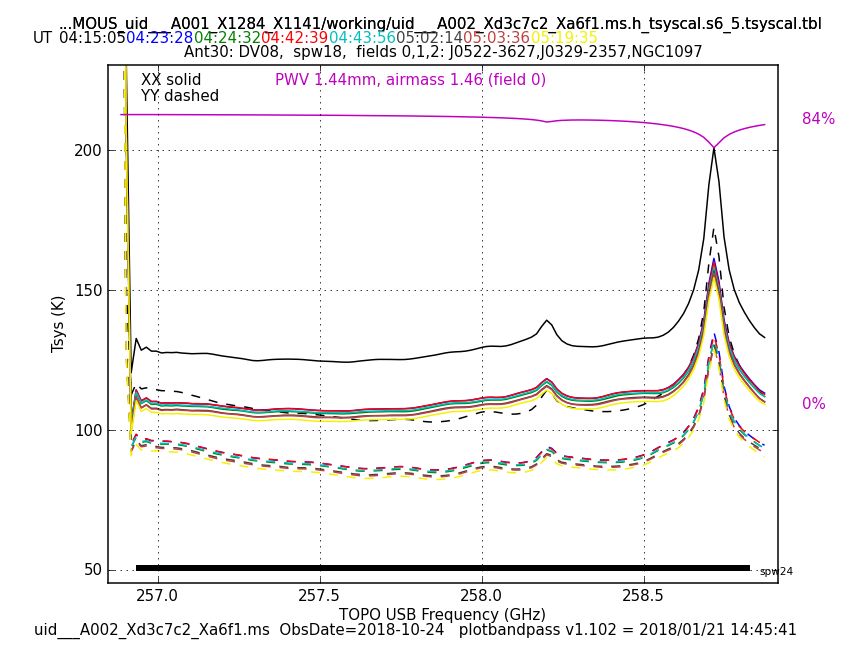 ...MOUS_uid___A001_X1284_X1141/working/uid___A002_Xd3c7c2_Xa6f1.ms.h_tsyscal.s6_5.tsyscal.tbl
UT 04:15:05 04:23:28 04:24:32 04:42:39 04:43:56 05:02:14 05:03:36 05:19:35
Ant30: DV08, spw18, fields 0,1,2: J0522-3627,J0329-2357,NGC1097
XX solid
PWV 1.44mm, airmass 1.46 (field 0)
YY dashed
84%
200
150
Tsys (K)
0%
100
50
spw24
257.0 257.5 258.0 258.5
TOPO USB Frequency (GHz)
uid___A002_Xd3c7c2_Xa6f1.ms ObsDate=2018-10-24 plotbandpass v1.102 = 2018/01/21 14:45:41